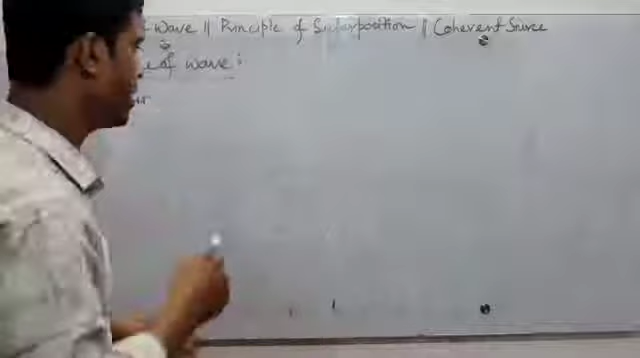 Wave || Principle of Superposition || Coherent Source
of wave :